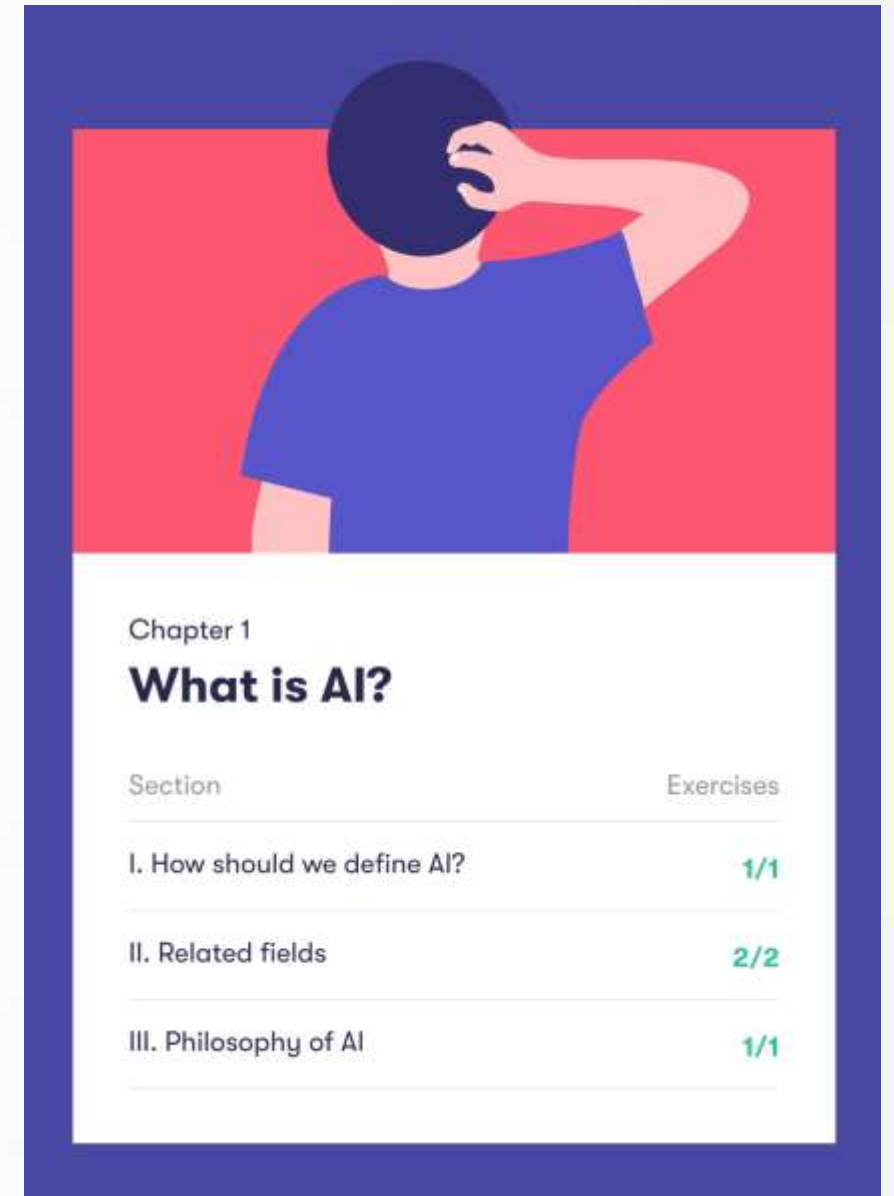 Chapter 1
What is AI?
Section Exercises
I. How should we define AI? 1/1
II. Related fields 2/2
III. Philosophy of AI 1/1